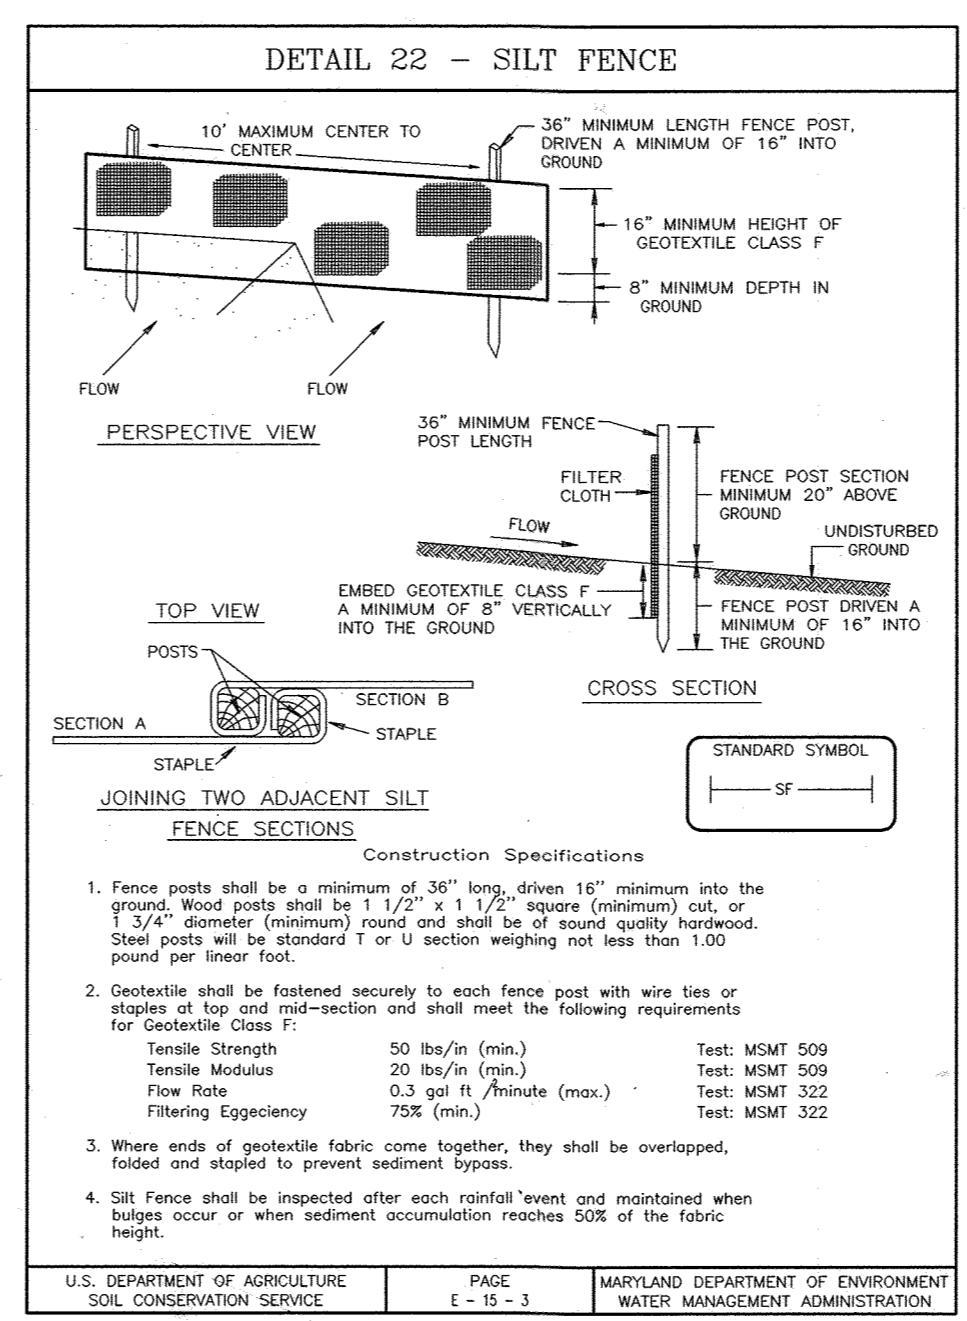 DETAIL 22 – SILT FENCE
10' MAXIMUM CENTER TO
CENTER
36" MINIMUM LENGTH FENCE POST,
DRIVEN A MINIMUM OF 16" INTO
GROUND
16" MINIMUM HEIGHT OF
GEOTEXTILE CLASS F
8" MINIMUM DEPTH IN
GROUND
FLOW
FLOW
PERSPECTIVE VIEW
36" MINIMUM FENCE
POST LENGTH
FILTER
CLOTH
FENCE POST SECTION
MINIMUM 20" ABOVE
GROUND
FLOW
UNDISTURBED
GROUND
EMBED GEOTEXTILE CLASS F
A MINIMUM OF 8" VERTICALLY
INTO THE GROUND
FENCE POST DRIVEN A
MINIMUM OF 16" INTO
THE GROUND
CROSS SECTION
TOP VIEW
POSTS
SECTION B
SECTION A
STAPLE
STAPLE
JOINING TWO ADJACENT SILT
FENCE SECTIONS
STANDARD SYMBOL
SF
Construction Specifications
1. Fence posts shall be a minimum of 36" long, driven 16" minimum into the
ground. Wood posts shall be 1 1/2" x 1 1/2" square (minimum) cut, or
1 3/4" diameter (minimum) round and shall be of sound quality hardwood.
Steel posts will be standard T or U section weighing not less than 1.00
pound per linear foot.
2. Geotextile shall be fastened securely to each fence post with wire ties or
staples at top and mid-section and shall meet the following requirements
for Geotextile Class F:
Tensile Strength 50 lbs/in (min.) Test: MSMT 509
Tensile Modulus 20 lbs/in (min.) Test: MSMT 509
Flow Rate 0.3 gal ft²/minute (max.) Test: MSMT 322
Filtering Eggeciency 75% (min.) Test: MSMT 322
3. Where ends of geotextile fabric come together, they shall be overlapped,
folded and stapled to prevent sediment bypass.
4. Silt Fence shall be inspected after each rainfall event and maintained when
bulges occur or when sediment accumulation reaches 50% of the fabric
height.
U.S. DEPARTMENT OF AGRICULTURE
SOIL CONSERVATION SERVICE
PAGE
E – 15 – 3
MARYLAND DEPARTMENT OF ENVIRONMENT
WATER MANAGEMENT ADMINISTRATION